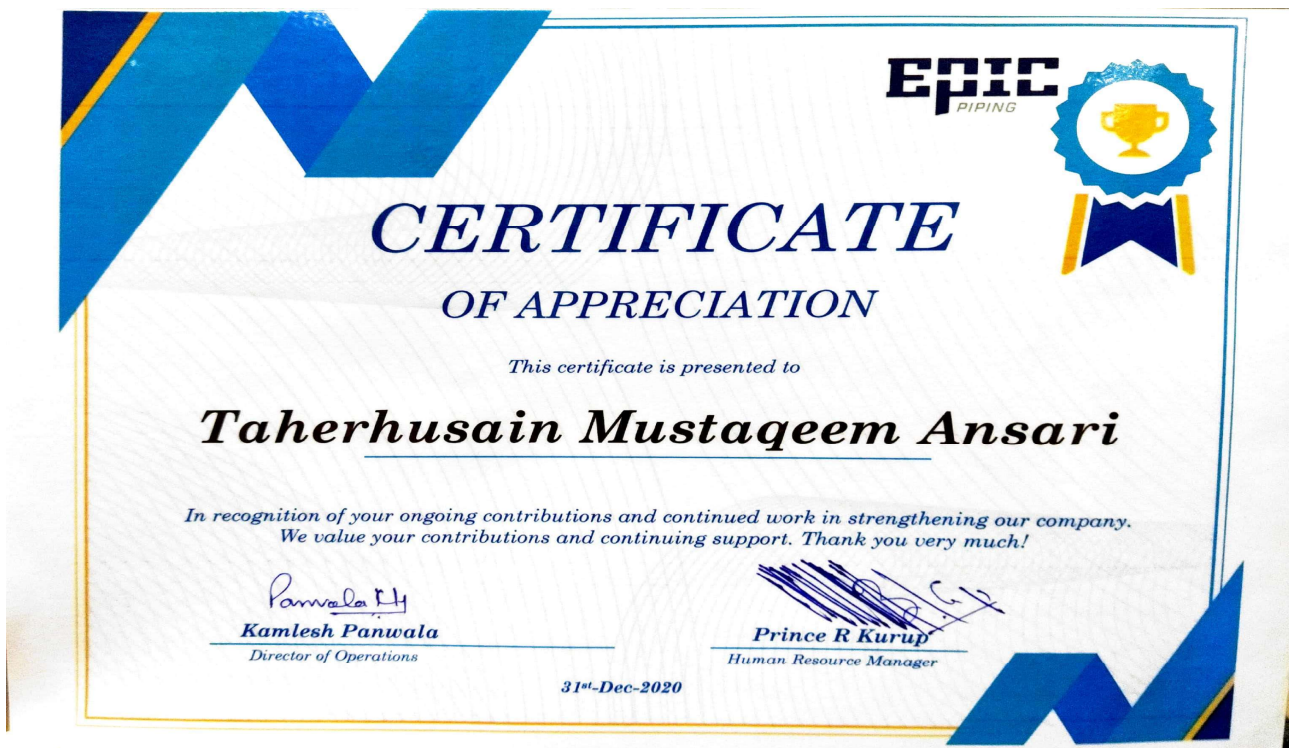 EPIC
PIPING
CERTIFICATE
OF APPRECIATION
This certificate is presented to
Taherhusain Mustaqeem Ansari
In recognition of your ongoing contributions and continued work in strengthening our company.
We value your contributions and continuing support. Thank you very much!
Panwala
Kamlesh Panwala
Director of Operations
Prince R Kurup
Human Resource Manager
31st-Dec-2020